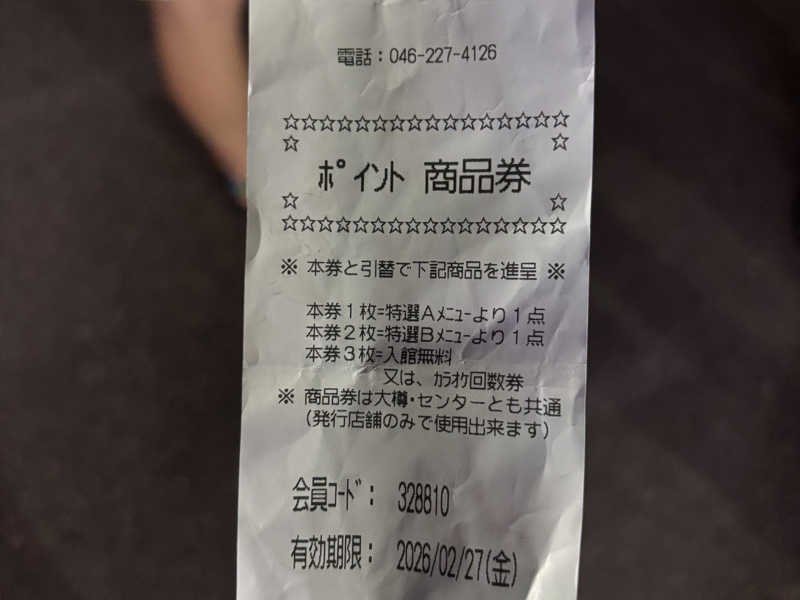 電話：046-227-4126
☆☆☆☆☆☆☆☆☆☆☆☆☆☆☆☆☆☆
☆ ☆
ﾎﾟｲﾝﾄ 商品券
☆ ☆
☆☆☆☆☆☆☆☆☆☆☆☆☆☆☆☆☆☆
※ 本券と引替で下記商品を進呈 ※
本券１枚=特選Ａﾒﾆｭｰより１点
本券２枚=特選Ｂﾒﾆｭｰより１点
本券３枚=入館無料
又は、ｶﾗｵｹ回数券
※ 商品券は大樽・センターとも共通
（発行店舗のみで使用出来ます）
会員ｺｰﾄﾞ： 328810
有効期限： 2026/02/27(金)